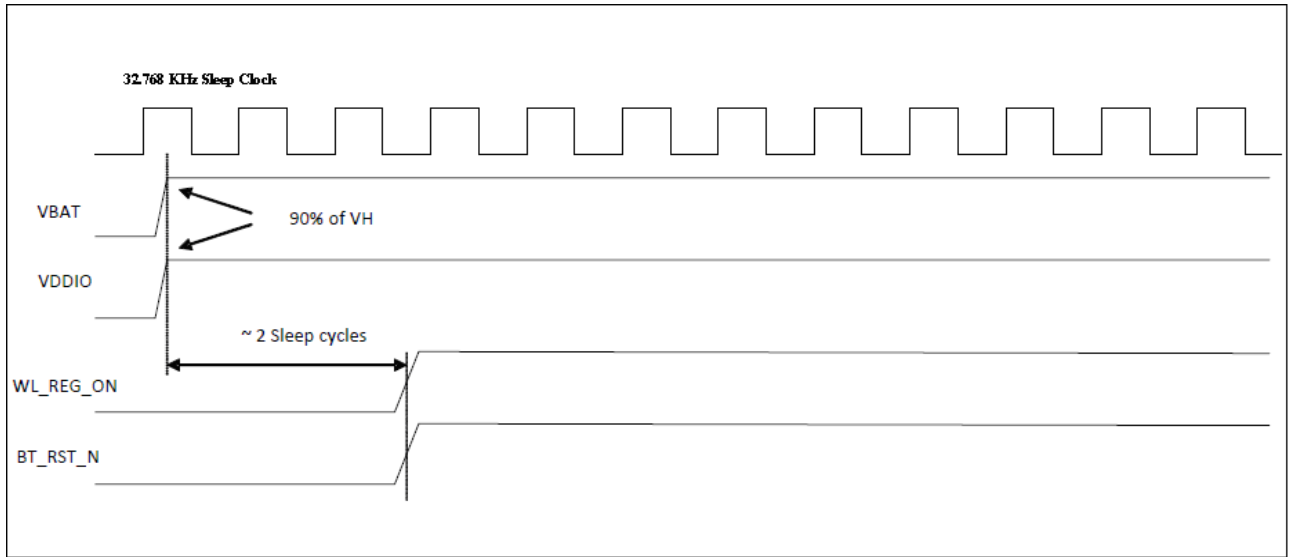 32.768 KHz Sleep Clock
VBAT
90% of VH
VDDIO
~ 2 Sleep cycles
WL_REG_ON
BT_RST_N